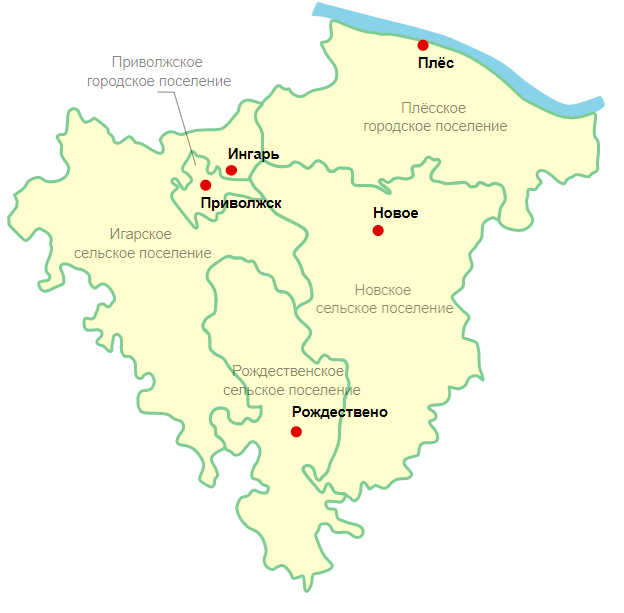 Плёс
Приволжское
городское поселение
Плёсское
городское поселение
Ингарь
Приволжск
Новое
Игарское
сельское поселение
Новское
сельское поселение
Рождественское
сельское поселение
Рождествено